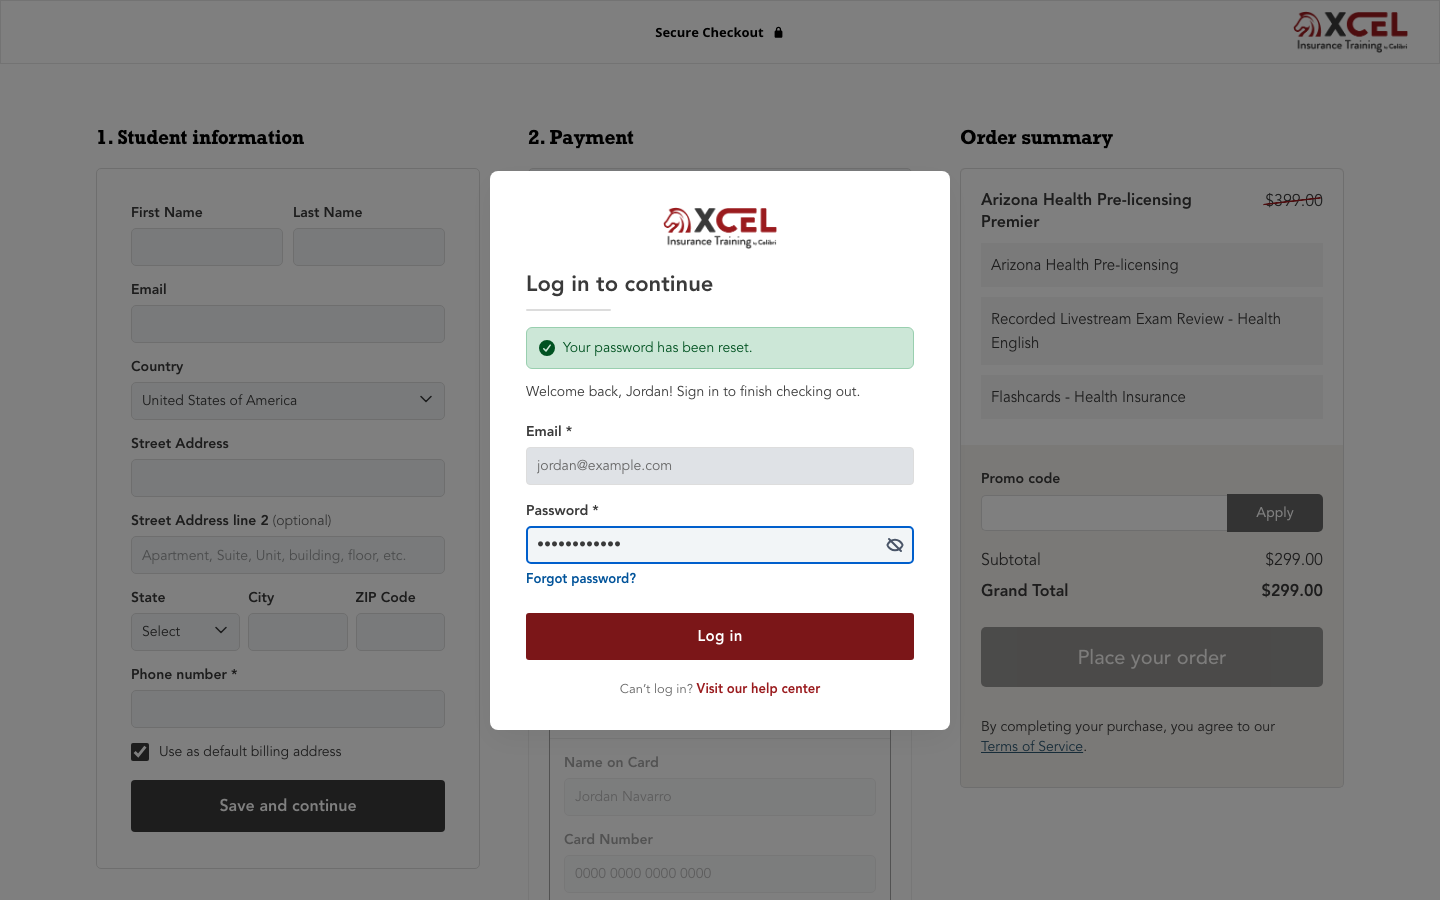 Secure Checkout
XCEL
Insurance Training by Calibri
1. Student information
First Name
Last Name
Email
Country
United States of America
Street Address
Street Address line 2 (optional)
Apartment, Suite, Unit, building, floor, etc.
State
City
ZIP Code
Select
Phone number *
Use as default billing address
Save and continue
2. Payment
XCEL
Insurance Training by Calibri
Log in to continue
Your password has been reset.
Welcome back, Jordan! Sign in to finish checking out.
Email *
jordan@example.com
Password *
••••••••••••
Forgot password?
Log in
Can't log in? Visit our help center
Name on Card
Jordan Navarro
Card Number
0000 0000 0000 0000
Order summary
Arizona Health Pre-licensing
Premier
$399.00
Arizona Health Pre-licensing
Recorded Livestream Exam Review - Health
English
Flashcards - Health Insurance
Promo code
Apply
Subtotal
$299.00
Grand Total
$299.00
Place your order
By completing your purchase, you agree to our
Terms of Service.